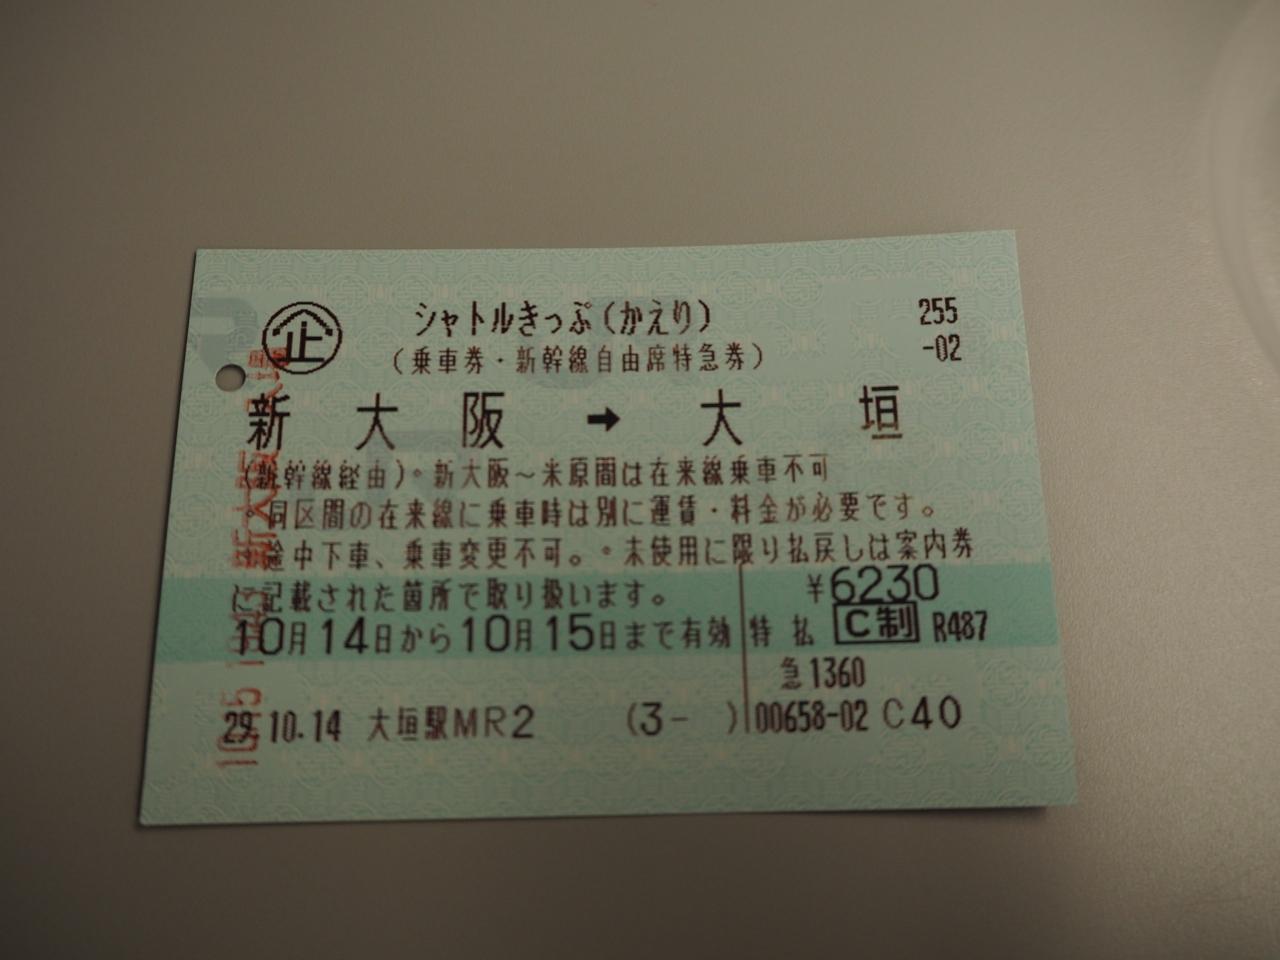 企 シャトルきっぷ(かえり) 255
(乗車券・新幹線自由席特急券) -02
新大阪 → 大垣
(新幹線経由)。新大阪～米原間は在来線乗車不可
。同区間の在来線に乗車時は別に運賃・料金が必要です。
途中下車、乗車変更不可。。未使用に限り払戻しは案内券
に記載された箇所で取り扱います。 ¥6230
10月14日から10月15日まで有効 特 払 C制 R487
急1360
29.10.14 大垣駅MR2 (3- ) 00658-02 C40
新大阪